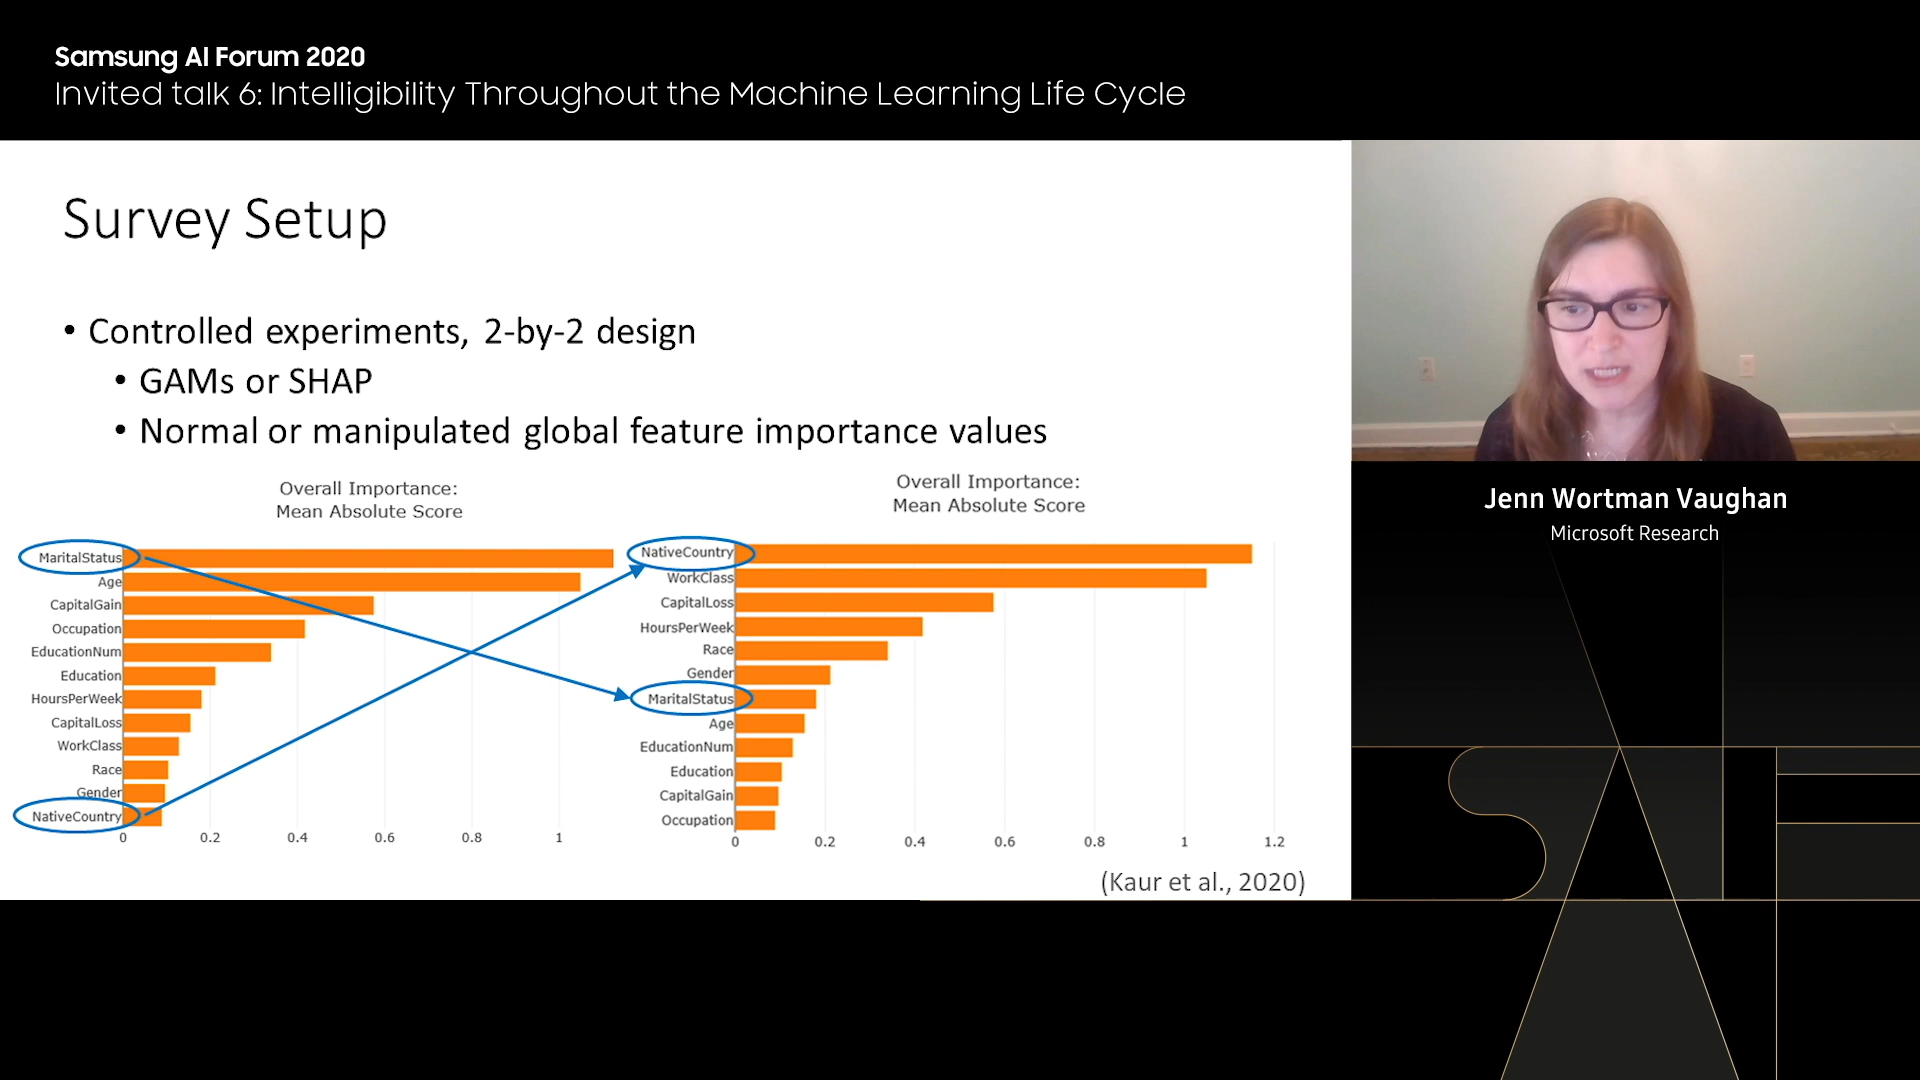 Samsung AI Forum 2020
Invited talk 6: Intelligibility Throughout the Machine Learning Life Cycle
Survey Setup
• Controlled experiments, 2-by-2 design
• GAMs or SHAP
• Normal or manipulated global feature importance values
Overall Importance:
Mean Absolute Score
MaritalStatus
Age
CapitalGain
Occupation
EducationNum
Education
HoursPerWeek
CapitalLoss
WorkClass
Race
Gender
NativeCountry
0 0.2 0.4 0.6 0.8 1
Overall Importance:
Mean Absolute Score
NativeCountry
WorkClass
CapitalLoss
HoursPerWeek
Race
Gender
MaritalStatus
Age
EducationNum
Education
CapitalGain
Occupation
0 0.2 0.4 0.6 0.8 1 1.2
(Kaur et al., 2020)
Jenn Wortman Vaughan
Microsoft Research